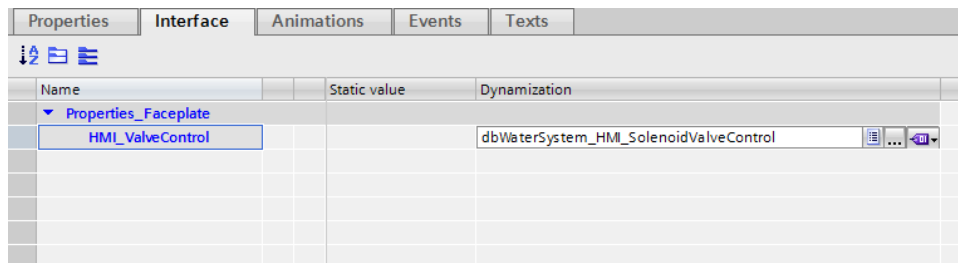 Properties Interface Animations Events Texts
Name Static value Dynamization
Properties_Faceplate
HMI_ValveControl dbWaterSystem_HMI_SolenoidValveControl ...